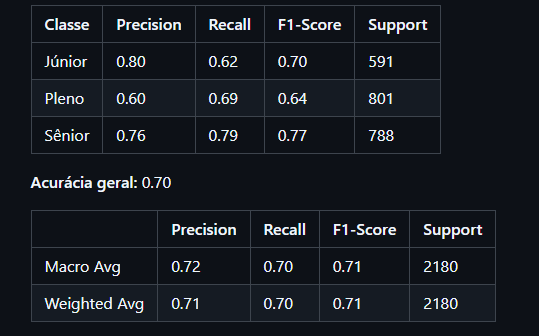 Classe Precision Recall F1-Score Support
Júnior 0.80 0.62 0.70 591
Pleno 0.60 0.69 0.64 801
Sênior 0.76 0.79 0.77 788
Acurácia geral: 0.70
Precision Recall F1-Score Support
Macro Avg 0.72 0.70 0.71 2180
Weighted Avg 0.71 0.70 0.71 2180